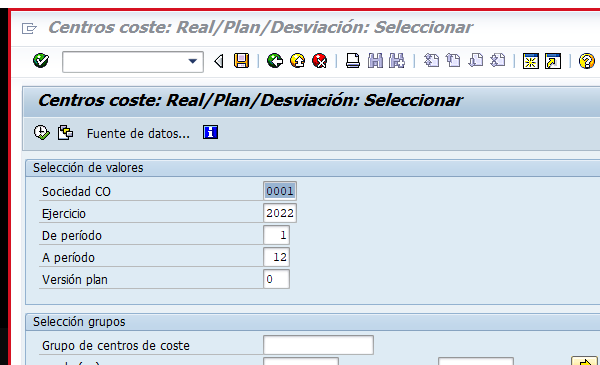 Centros coste: Real/Plan/Desviación: Seleccionar
Centros coste: Real/Plan/Desviación: Seleccionar
Fuente de datos...
Selección de valores
Sociedad CO 0001
Ejercicio 2022
De período 1
A período 12
Versión plan 0
Selección grupos
Grupo de centros de coste